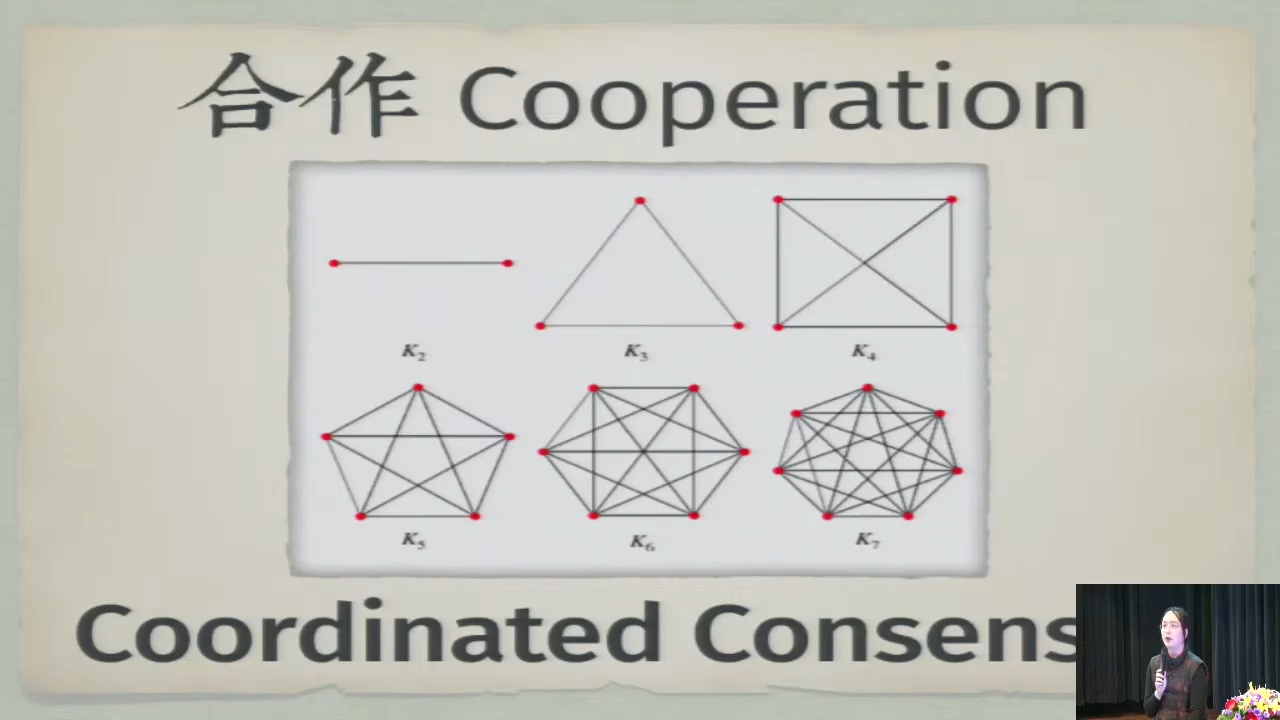 合作 Cooperation
K2 K3 K4
K5 K6 K7
Coordinated Consens